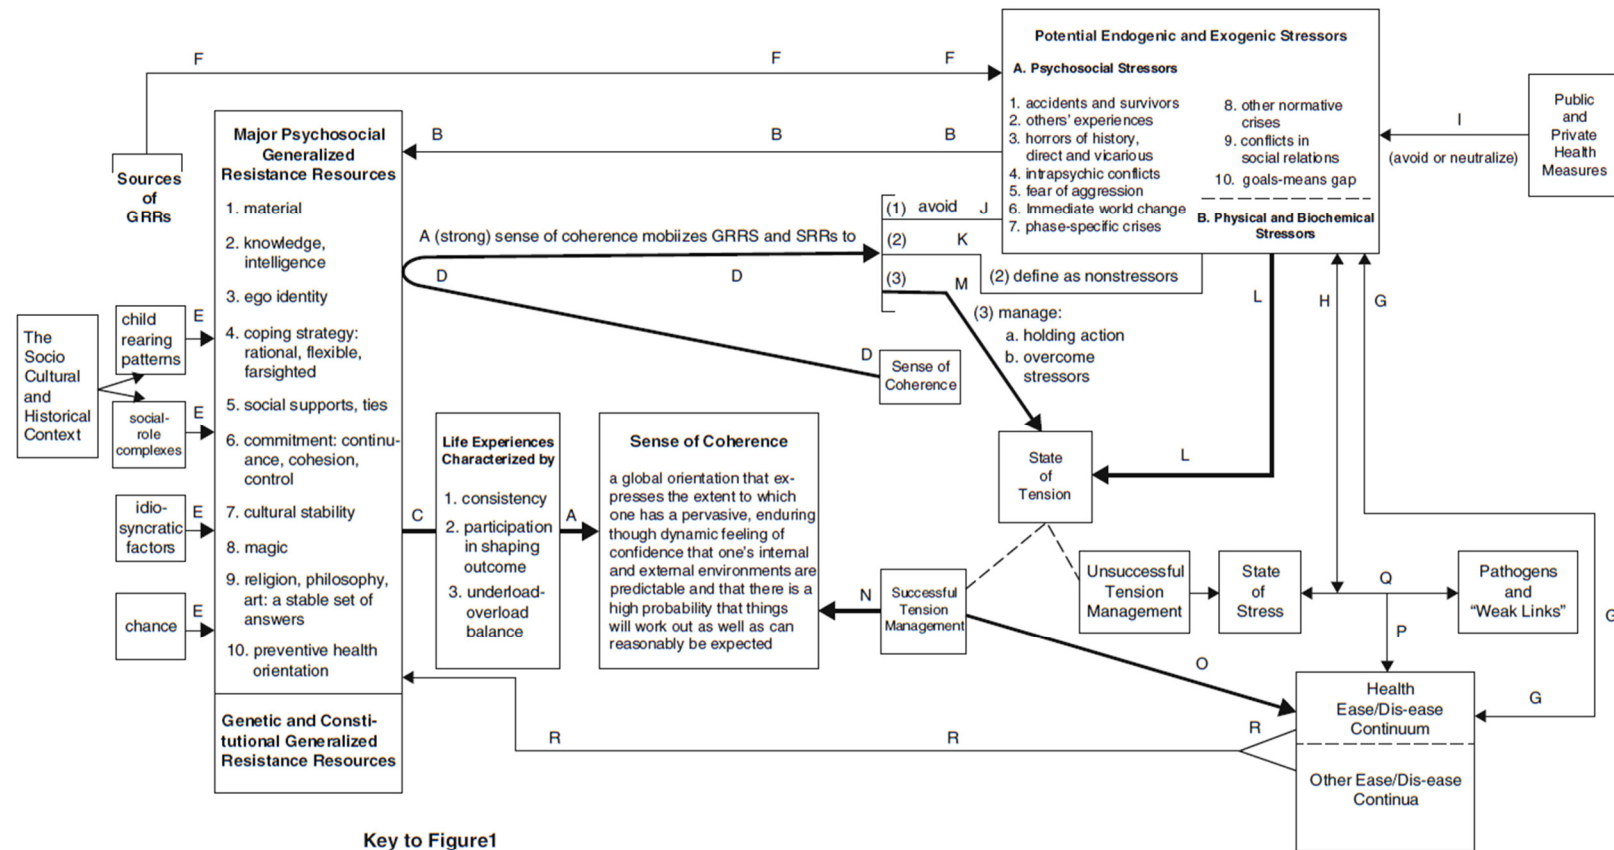 F
F
F
Potential Endogenic and Exogenic Stressors
A. Psychosocial Stressors
1. accidents and survivors
2. others' experiences
3. horrors of history,
direct and vicarious
4. intrapsychic conflicts
5. fear of aggression
6. Immediate world change
7. phase-specific crises
8. other normative
crises
9. conflicts in
social relations
10. goals-means gap
B. Physical and Biochemical
Stressors
Public
and
Private
Health
Measures
I
(avoid or neutralize)
B
B
B
Sources
of
GRRs
Major Psychosocial
Generalized
Resistance Resources
1. material
2. knowledge,
intelligence
3. ego identity
4. coping strategy:
rational, flexible,
farsighted
5. social supports, ties
6. commitment: continu-
ance, cohesion,
control
7. cultural stability
8. magic
9. religion, philosophy,
art: a stable set of
answers
10. preventive health
orientation
Genetic and Consti-
tutional Generalized
Resistance Resources
A (strong) sense of coherence mobiizes GRRS and SRRs to
D
D
D
(1) avoid J
(2) K
(3) M
(2) define as nonstressors
(3) manage:
a. holding action
b. overcome
stressors
Sense of
Coherence
L
H
G
The
Socio
Cultural
and
Historical
Context
child
rearing
patterns
E
social-
role
complexes
E
idio-
syncratic
factors
E
chance
E
C
Life Experiences
Characterized by
1. consistency
2. participation
in shaping
outcome
3. underload-
overload
balance
A
Sense of Coherence
a global orientation that ex-
presses the extent to which
one has a pervasive, enduring
though dynamic feeling of
confidence that one's internal
and external environments are
predictable and that there is a
high probability that things
will work out as well as can
reasonably be expected
State
of
Tension
L
N
Successful
Tension
Management
Unsuccessful
Tension
Management
State
of
Stress
Q
Pathogens
and
"Weak Links"
P
G
O
G
Health
Ease/Dis-ease
Continuum
Other Ease/Dis-ease
Continua
R
R
R
Key to Figure1